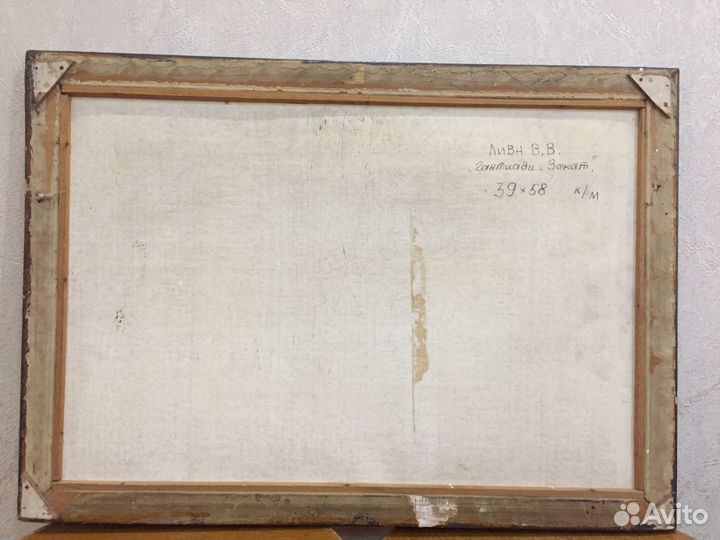 Ливн В.В.
„Гантиади. Закат".
39 × 58 к/м
Avito